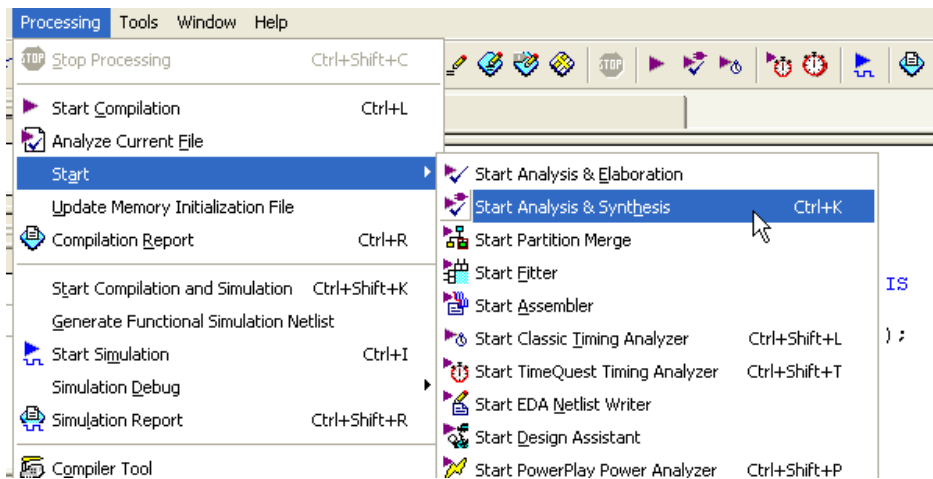 Processing Tools Window Help
STOP Stop Processing Ctrl+Shift+C
STOP
Start Compilation Ctrl+L
Analyze Current File
Start
Start Analysis & Elaboration
Update Memory Initialization File
Start Analysis & Synthesis Ctrl+K
Compilation Report Ctrl+R
Start Partition Merge
Start Fitter
Start Compilation and Simulation Ctrl+Shift+K
IS
Start Assembler
Generate Functional Simulation Netlist
Start Classic Timing Analyzer Ctrl+Shift+L
);
Start Simulation Ctrl+I
Start TimeQuest Timing Analyzer Ctrl+Shift+T
Simulation Debug
Start EDA Netlist Writer
Simulation Report Ctrl+Shift+R
Start Design Assistant
Compiler Tool
Start PowerPlay Power Analyzer Ctrl+Shift+P